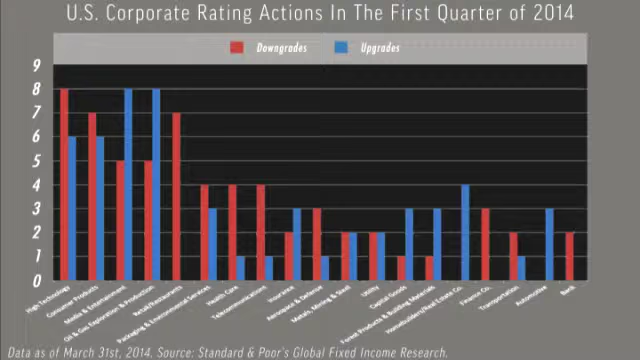 U.S. Corporate Rating Actions In The First Quarter of 2014
Downgrades Upgrades
9
8
7
6
5
4
3
2
1
0
High Technology
Consumer Products
Media & Entertainment
Oil & Gas Exploration & Production
Retail/Restaurants
Packaging & Environmental Services
Health Care
Telecommunications
Insurance
Aerospace & Defense
Metals, Mining & Steel
Utility
Capital Goods
Forest Products & Building Materials
Homebuilders/Real Estate Co.
Finance Co.
Transportation
Automotive
Bank
Data as of March 31st, 2014. Source: Standard & Poor's Global Fixed Income Research.